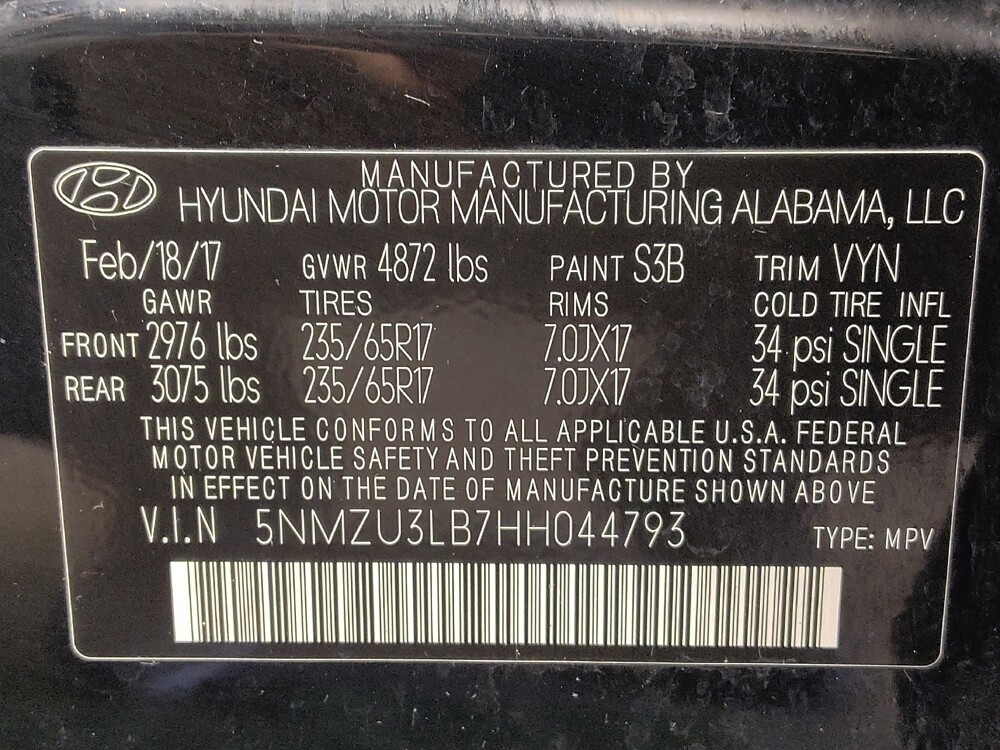 MANUFACTURED BY
HYUNDAI MOTOR MANUFACTURING ALABAMA, LLC
Feb/18/17 GVWR 4872 lbs PAINT S3B TRIM VYN
GAWR TIRES RIMS COLD TIRE INFL
FRONT 2976 lbs 235/65R17 7.0JX17 34 psi SINGLE
REAR 3075 lbs 235/65R17 7.0JX17 34 psi SINGLE
THIS VEHICLE CONFORMS TO ALL APPLICABLE U.S.A. FEDERAL
MOTOR VEHICLE SAFETY AND THEFT PREVENTION STANDARDS
IN EFFECT ON THE DATE OF MANUFACTURE SHOWN ABOVE
V.I.N 5NMZU3LB7HH044793 TYPE: MPV